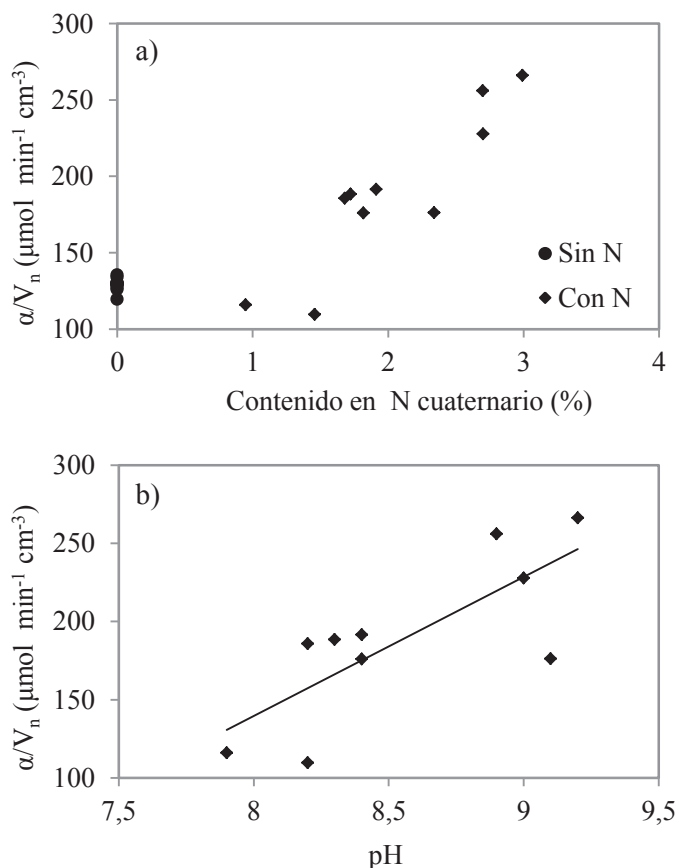 a)
α/Vₙ (μmol min⁻¹ cm⁻³)
300
250
200
150
100
0 1 2 3 4
Sin N
Con N
Contenido en N cuaternario (%)
b)
α/Vₙ (μmol min⁻¹ cm⁻³)
300
250
200
150
100
7,5 8 8,5 9 9,5
pH